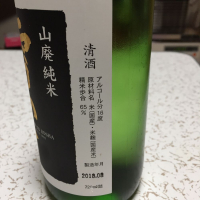 山廃純米
清酒
アルコール分16度
原材料名 米(国産)・米麹(国産米)
精米歩合 65%
製造年月
2018.08